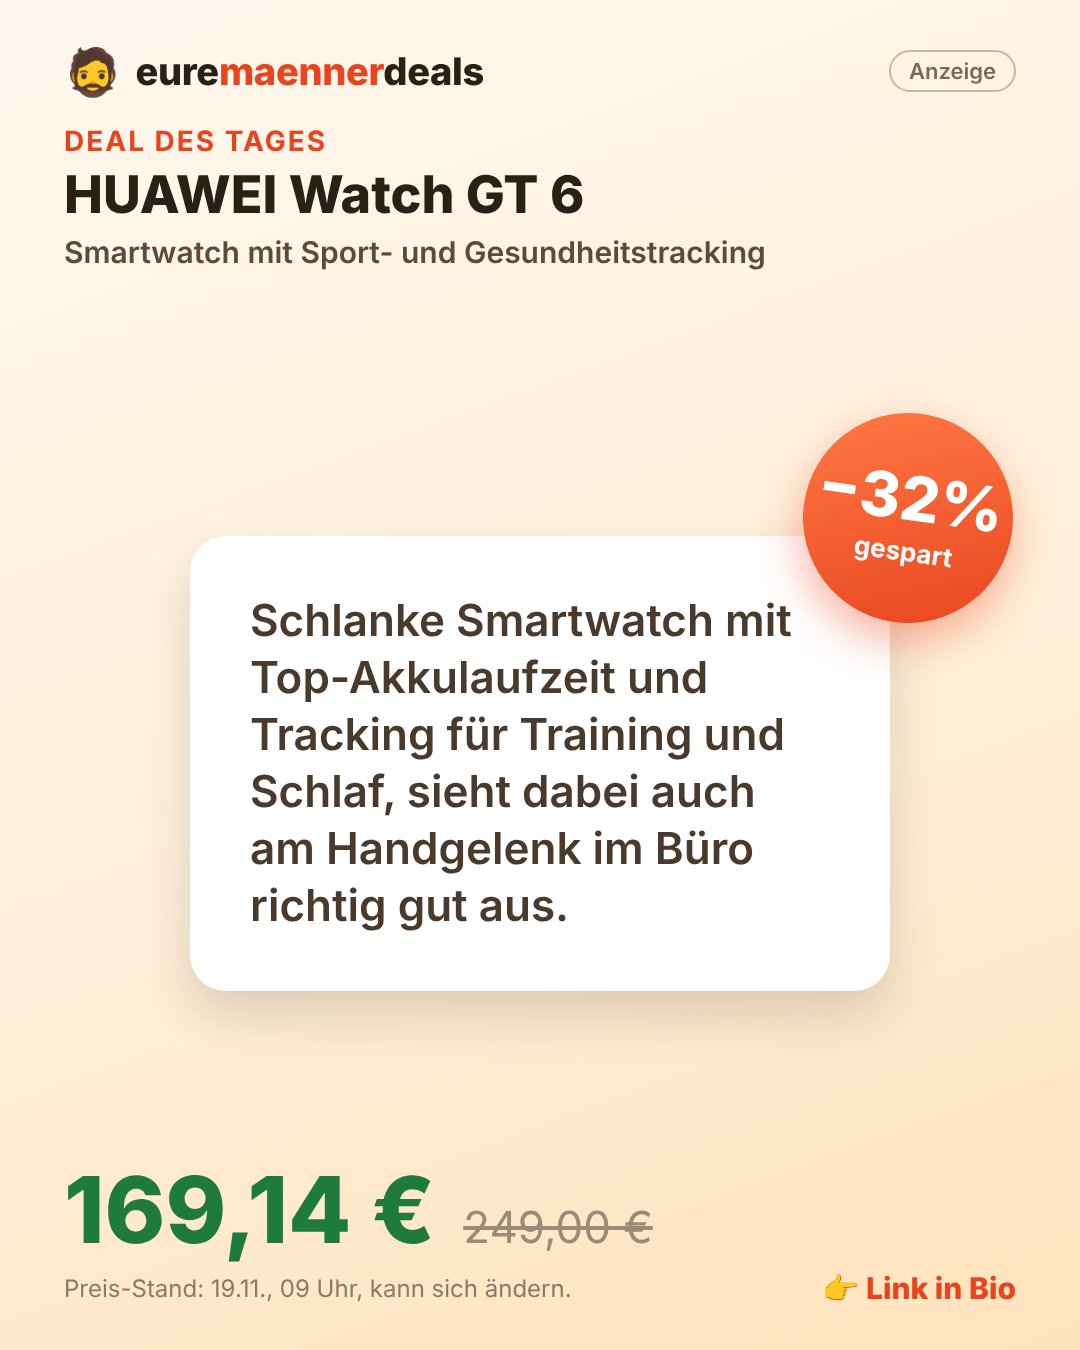 euremaennerdeals
Anzeige
DEAL DES TAGES
HUAWEI Watch GT 6
Smartwatch mit Sport- und Gesundheitstracking
−32%
gespart
Schlanke Smartwatch mit
Top-Akkulaufzeit und
Tracking für Training und
Schlaf, sieht dabei auch
am Handgelenk im Büro
richtig gut aus.
169,14 € 249,00 €
Preis-Stand: 19.11., 09 Uhr, kann sich ändern.
👉 Link in Bio